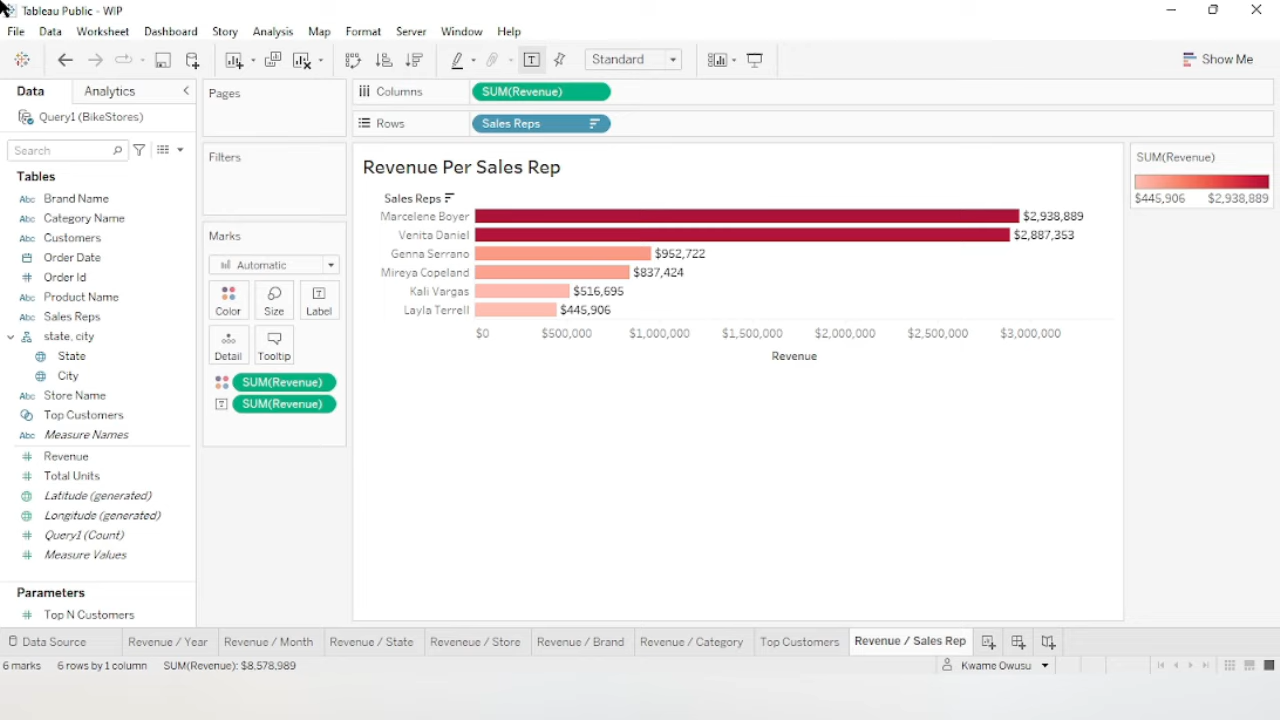 Tableau Public - WIP
File Data Worksheet Dashboard Story Analysis Map Format Server Window Help
Standard
Show Me
Data Analytics
Query1 (BikeStores)
Search
Tables
Abc Brand Name
Abc Category Name
Abc Customers
Order Date
# Order Id
Abc Product Name
Abc Sales Reps
state, city
State
City
Abc Store Name
Top Customers
Abc Measure Names
# Revenue
# Total Units
Latitude (generated)
Longitude (generated)
# Query1 (Count)
# Measure Values
Parameters
# Top N Customers
Pages
Filters
Marks
Automatic
Color Size Label
Detail Tooltip
SUM(Revenue)
SUM(Revenue)
Columns SUM(Revenue)
Rows Sales Reps
Revenue Per Sales Rep
Sales Reps
Marcelene Boyer $2,938,889
Venita Daniel $2,887,353
Genna Serrano $952,722
Mireya Copeland $837,424
Kali Vargas $516,695
Layla Terrell $445,906
$0 $500,000 $1,000,000 $1,500,000 $2,000,000 $2,500,000 $3,000,000
Revenue
SUM(Revenue)
$445,906 $2,938,889
Data Source Revenue / Year Revenue / Month Revenue / State Reveneue / Store Revenue / Brand Revenue / Category Top Customers Revenue / Sales Rep
6 marks 6 rows by 1 column SUM(Revenue): $8,578,989
Kwame Owusu